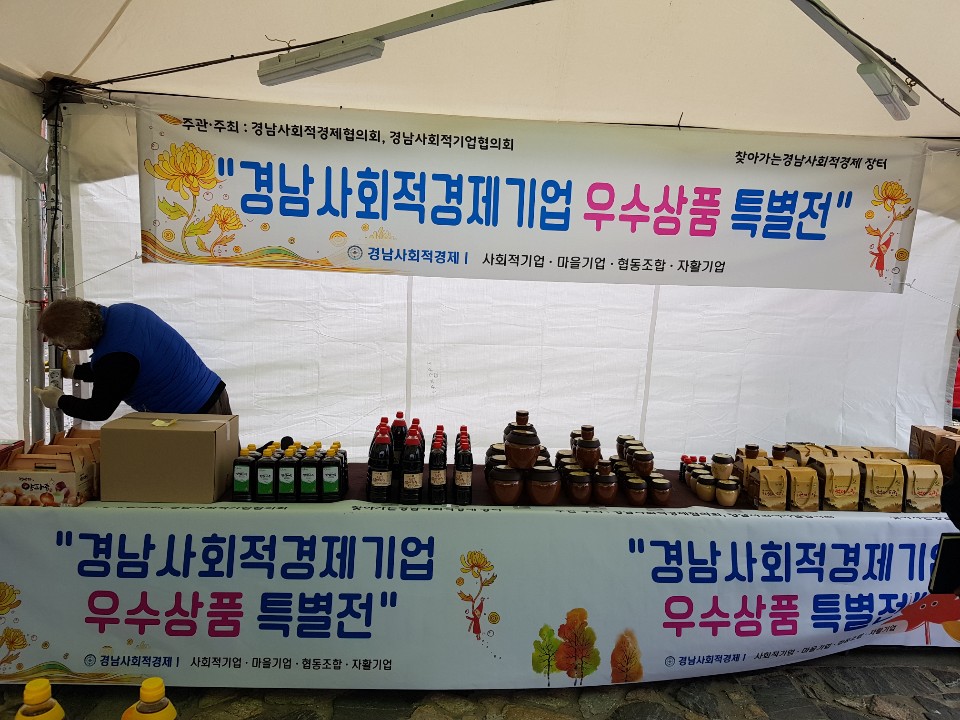 주관·주최 : 경남사회적경제협의회, 경남사회적기업협의회
찾아가는경남사회적경제 장터
"경남사회적경제기업 우수상품 특별전"
경남사회적경제 | 사회적기업 · 마을기업 · 협동조합 · 자활기업
"경남사회적경제기업
우수상품 특별전"
경남사회적경제 | 사회적기업 · 마을기업 · 협동조합 · 자활기업
"경남사회적경제기업
우수상품 특별전"
경남사회적경제 | 사회적기업 · 마을기업 · 협동조합 · 자활기업